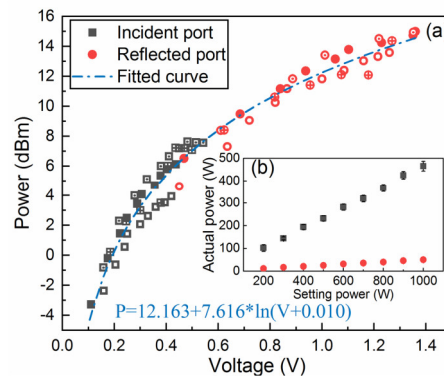 (a)
Incident port
Reflected port
Fitted curve
Power (dBm)
16
14
12
10
8
6
4
2
0
-2
-4
0.0 0.2 0.4 0.6 0.8 1.0 1.2 1.4
Voltage (V)
P=12.163+7.616*ln(V+0.010)
(b)
Actual power (W)
500
400
300
200
100
0
200 400 600 800 1000
Setting power (W)